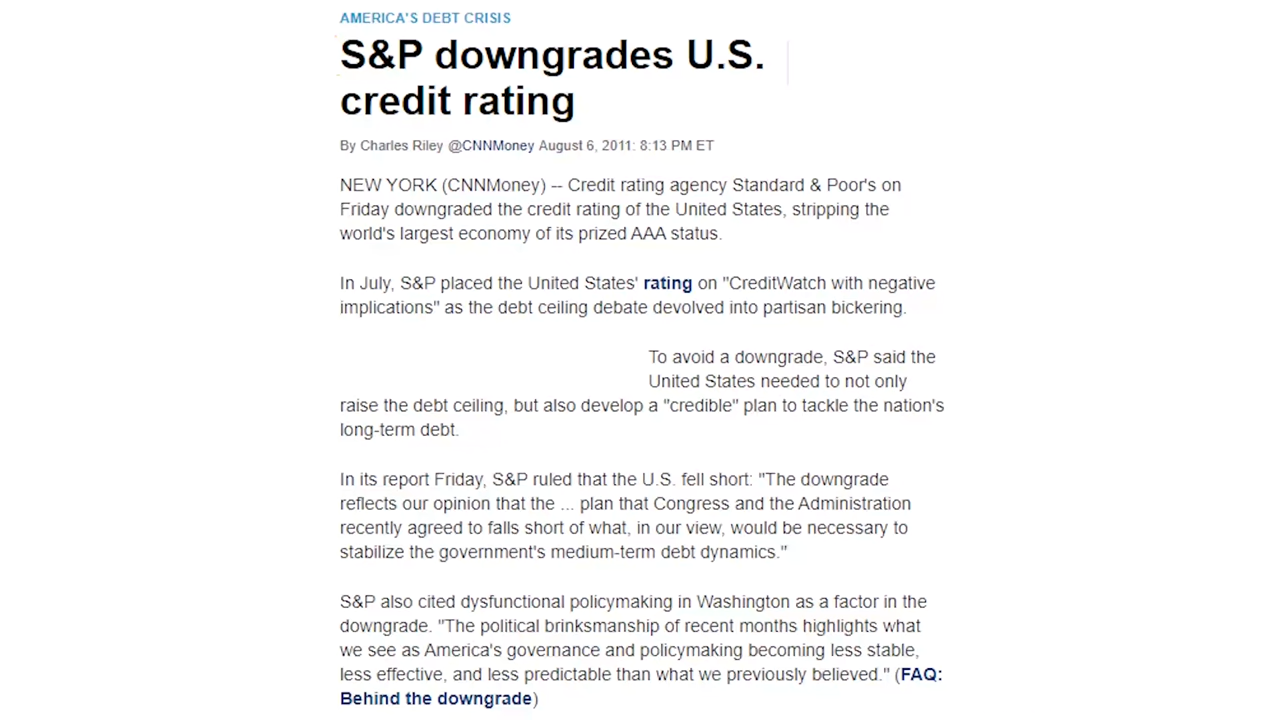 AMERICA'S DEBT CRISIS
S&P downgrades U.S.
credit rating
By Charles Riley @CNNMoney August 6, 2011: 8:13 PM ET
NEW YORK (CNNMoney) -- Credit rating agency Standard & Poor's on
Friday downgraded the credit rating of the United States, stripping the
world's largest economy of its prized AAA status.
In July, S&P placed the United States' rating on "CreditWatch with negative
implications" as the debt ceiling debate devolved into partisan bickering.
To avoid a downgrade, S&P said the
United States needed to not only
raise the debt ceiling, but also develop a "credible" plan to tackle the nation's
long-term debt.
In its report Friday, S&P ruled that the U.S. fell short: "The downgrade
reflects our opinion that the ... plan that Congress and the Administration
recently agreed to falls short of what, in our view, would be necessary to
stabilize the government's medium-term debt dynamics."
S&P also cited dysfunctional policymaking in Washington as a factor in the
downgrade. "The political brinksmanship of recent months highlights what
we see as America's governance and policymaking becoming less stable,
less effective, and less predictable than what we previously believed." (FAQ:
Behind the downgrade)